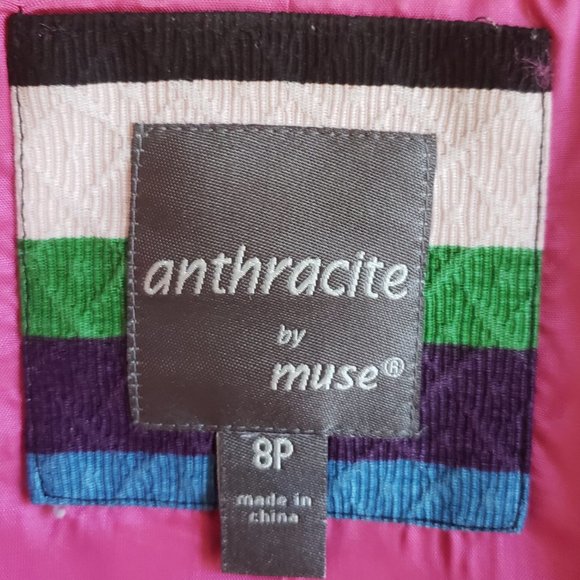 anthracite
by
muse®
8P
made in
china